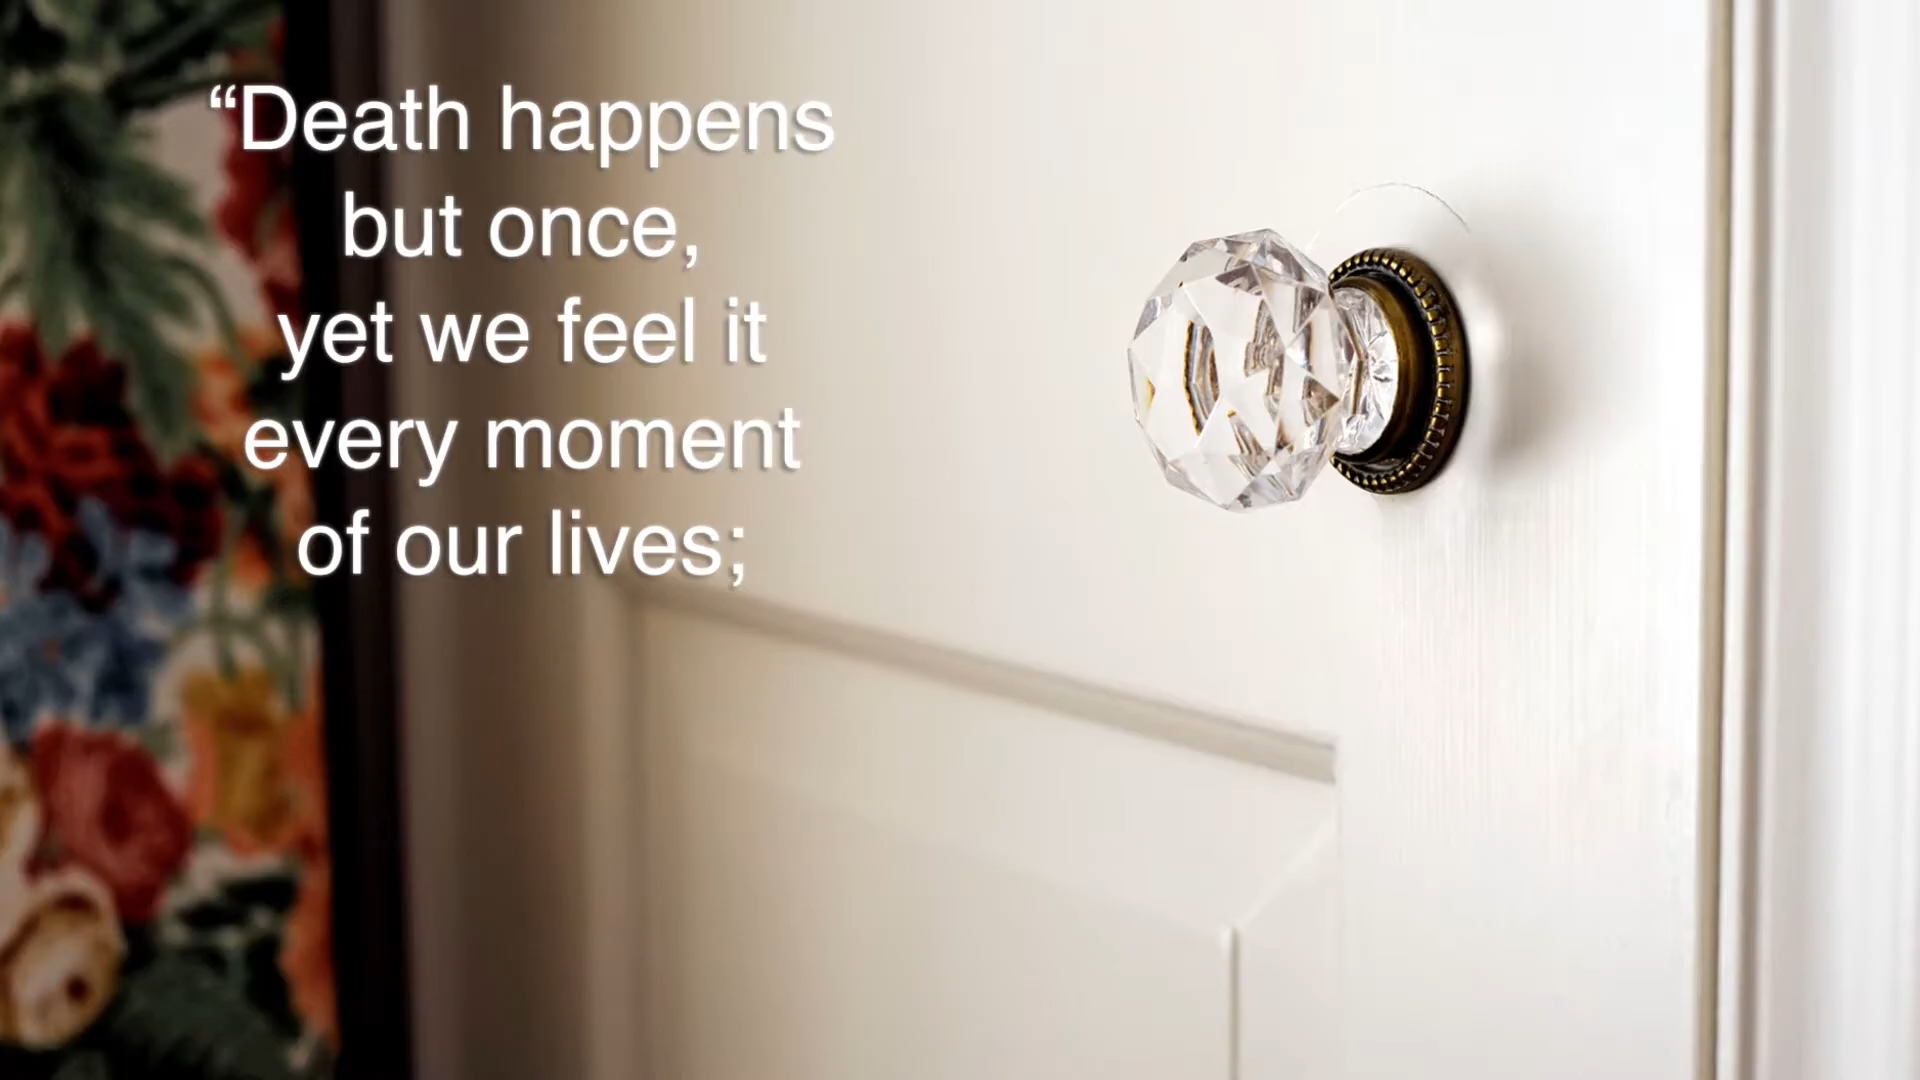 “Death happens
but once,
yet we feel it
every moment
of our lives;